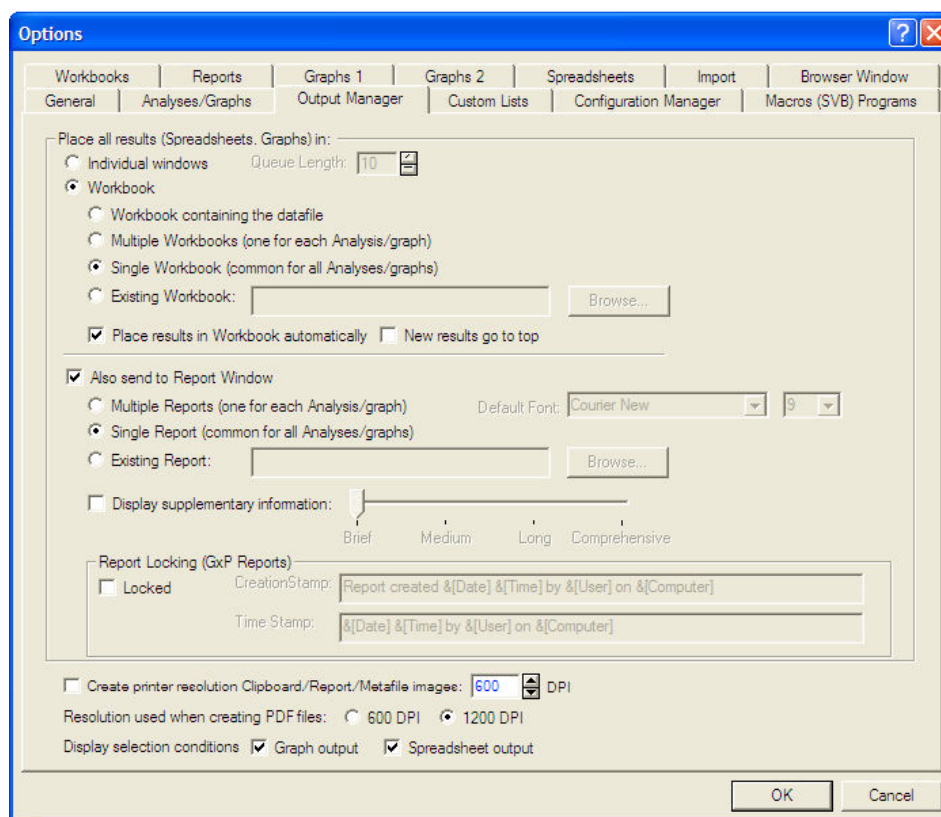 Options
Workbooks Reports Graphs 1 Graphs 2 Spreadsheets Import Browser Window
General Analyses/Graphs Output Manager Custom Lists Configuration Manager Macros (SVB) Programs
Place all results (Spreadsheets. Graphs) in:
Individual windows Queue Length: 10
Workbook
Workbook containing the datafile
Multiple Workbooks (one for each Analysis/graph)
Single Workbook (common for all Analyses/graphs)
Existing Workbook: Browse...
Place results in Workbook automatically New results go to top
Also send to Report Window
Multiple Reports (one for each Analysis/graph) Default Font: Courier New 9
Single Report (common for all Analyses/graphs)
Existing Report: Browse...
Display supplementary information:
Brief Medium Long Comprehensive
Report Locking (GxP Reports)
Locked CreationStamp: Report created &[Date] &[Time] by &[User] on &[Computer]
Time Stamp: &[Date] &[Time] by &[User] on &[Computer]
Create printer resolution Clipboard/Report/Metafile images: 600 DPI
Resolution used when creating PDF files: 600 DPI 1200 DPI
Display selection conditions Graph output Spreadsheet output
OK Cancel